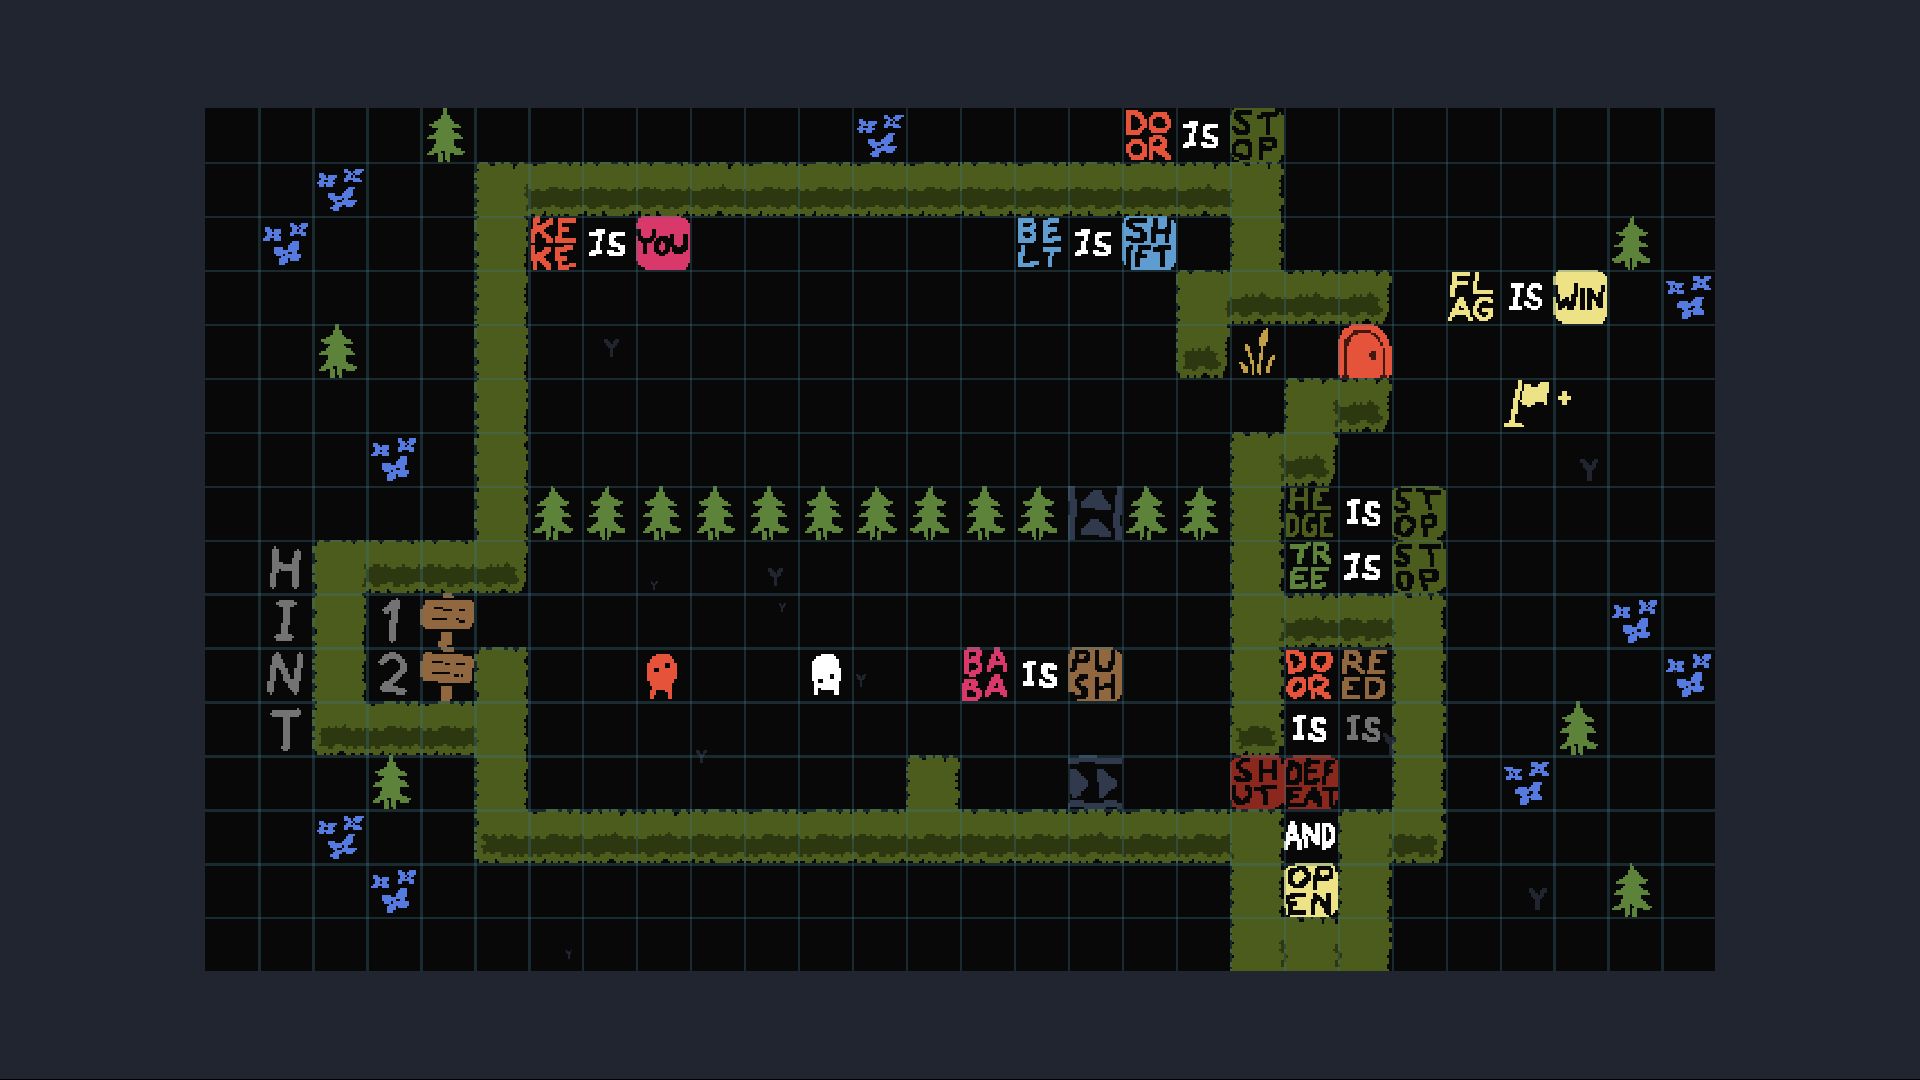 DOOR IS STOP
KEKE IS YOU
BELT IS SHIFT
FLAG IS WIN
HEDGE IS STOP
TREE IS STOP
HINT
1
2
BABA IS PUSH
DOOR REED
IS IS
SHUT DEFEAT
AND
OPEN